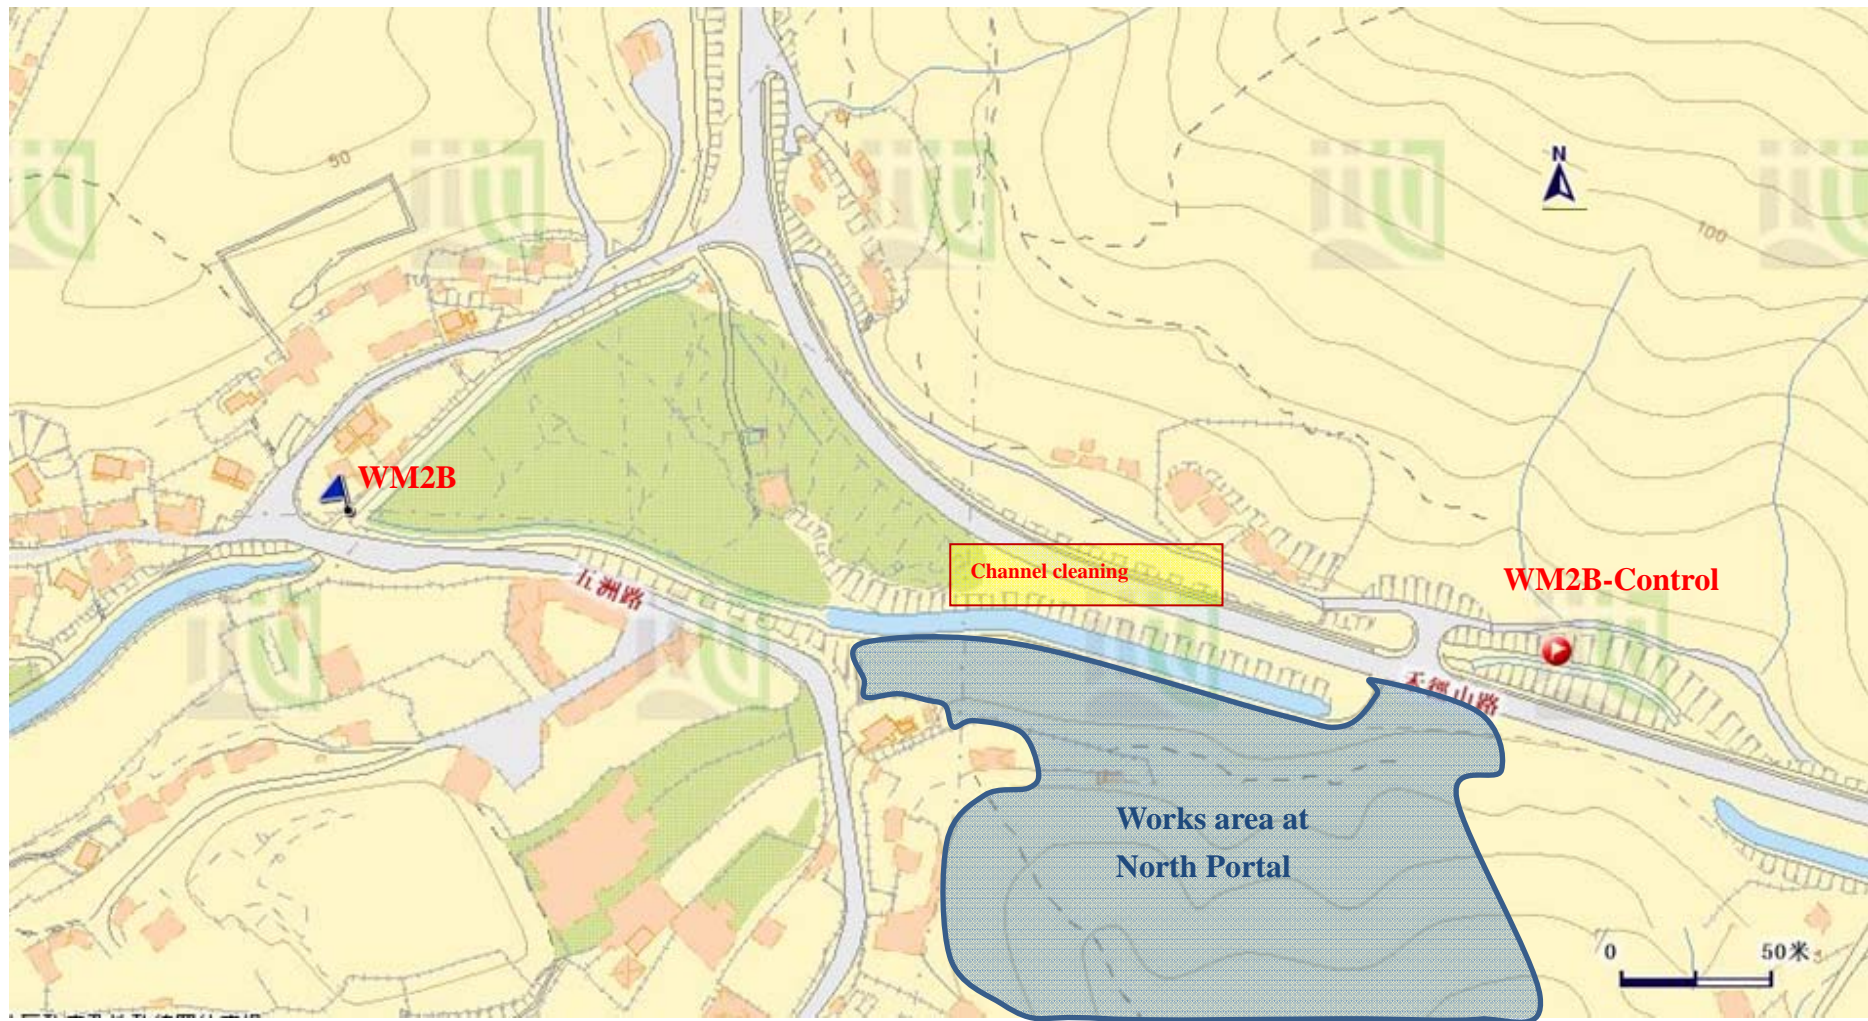 50
N
100
WM2B
Channel cleaning
WM2B-Control
五洲路
Works area at
North Portal
0
50米